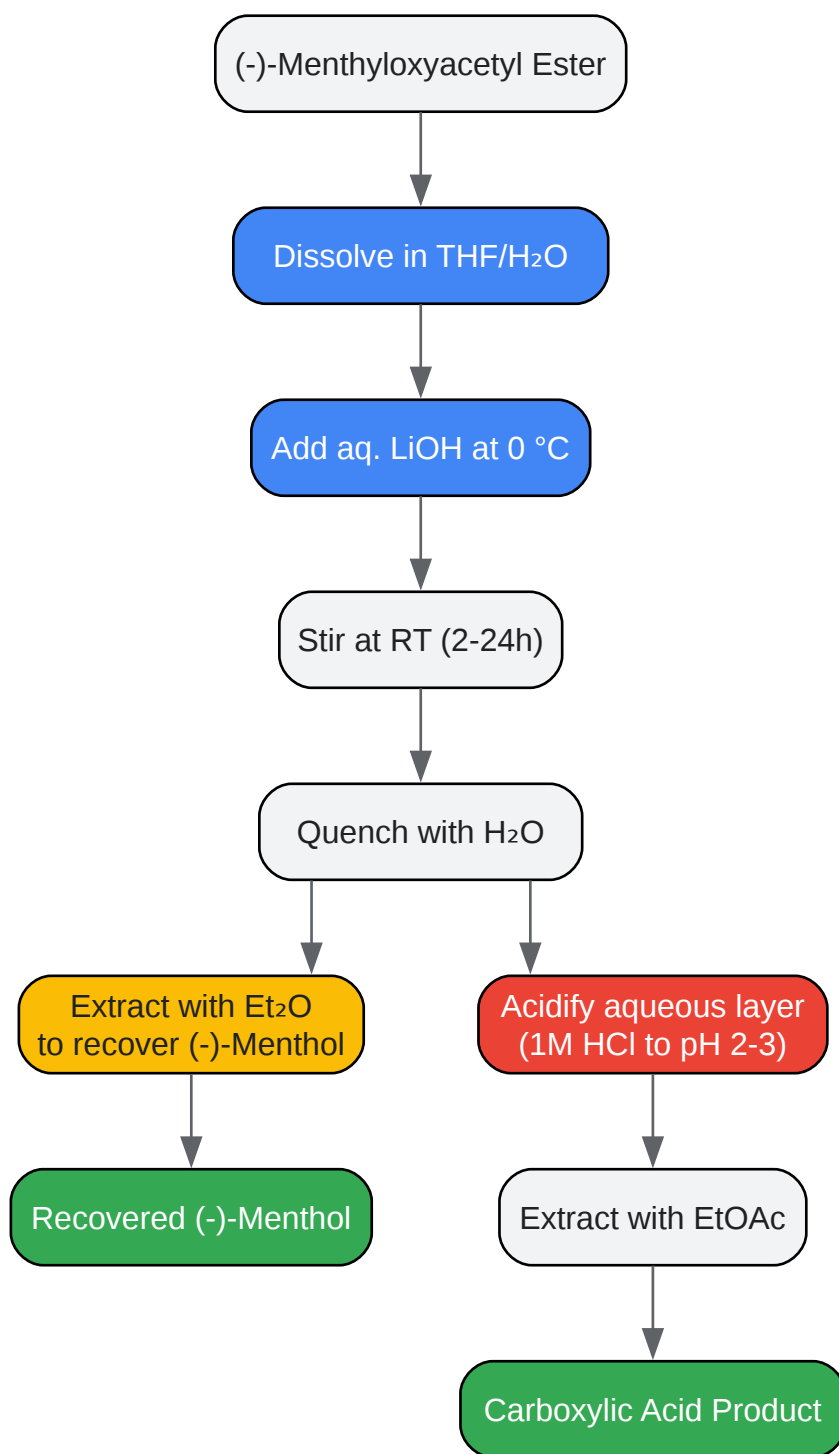 (-)-Menthyloxyacetyl Ester
Dissolve in THF/H₂O
Add aq. LiOH at 0 °C
Stir at RT (2-24h)
Quench with H₂O
Extract with Et₂O
to recover (-)-Menthol
Acidify aqueous layer
(1M HCl to pH 2-3)
Recovered (-)-Menthol
Extract with EtOAc
Carboxylic Acid Product